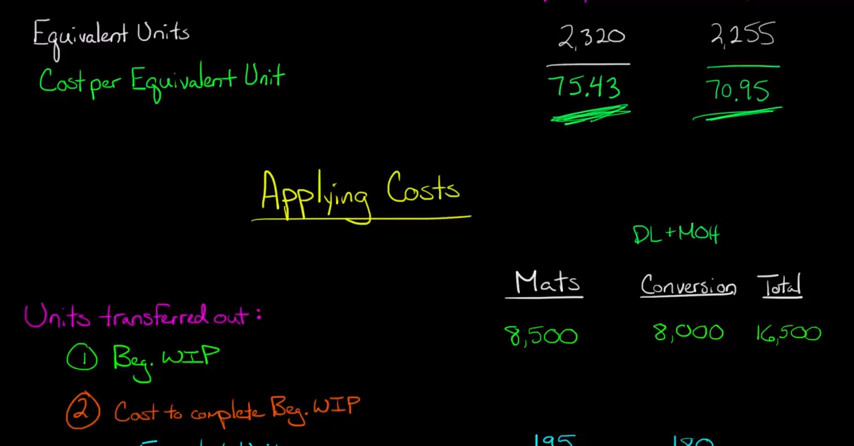 Equivalent Units 2,320 2,255
Cost per Equivalent Unit 75.43 70.95
Applying Costs
DL + MOH
Mats Conversion Total
Units transferred out:
8,500 8,000 16,500
① Beg. WIP
② Cost to complete Beg. WIP
195 180